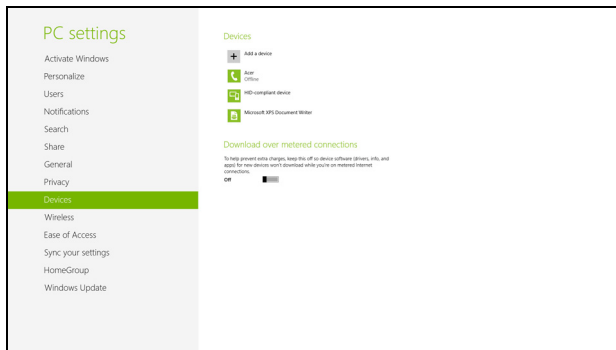 PC settings
Activate Windows
Personalize
Users
Notifications
Search
Share
General
Privacy
Devices
Wireless
Ease of Access
Sync your settings
HomeGroup
Windows Update
Devices
Add a device
Acer
Offline
HID-compliant device
Microsoft XPS Document Writer
Download over metered connections
To help prevent extra charges, keep this off so device software (drivers, info, and
apps) for new devices won't download while you're on metered Internet
connections.
Off